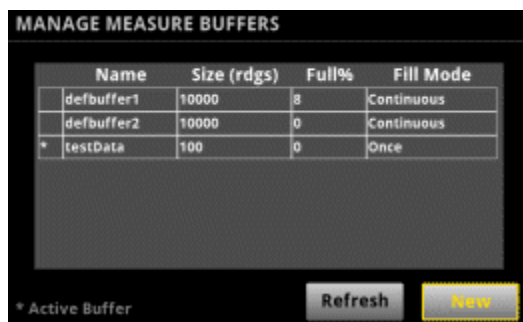 MANAGE MEASURE BUFFERS
Name Size (rdgs) Full% Fill Mode
defbuffer1 10000 8 Continuous
defbuffer2 10000 0 Continuous
* testData 100 0 Once
* Active Buffer Refresh New